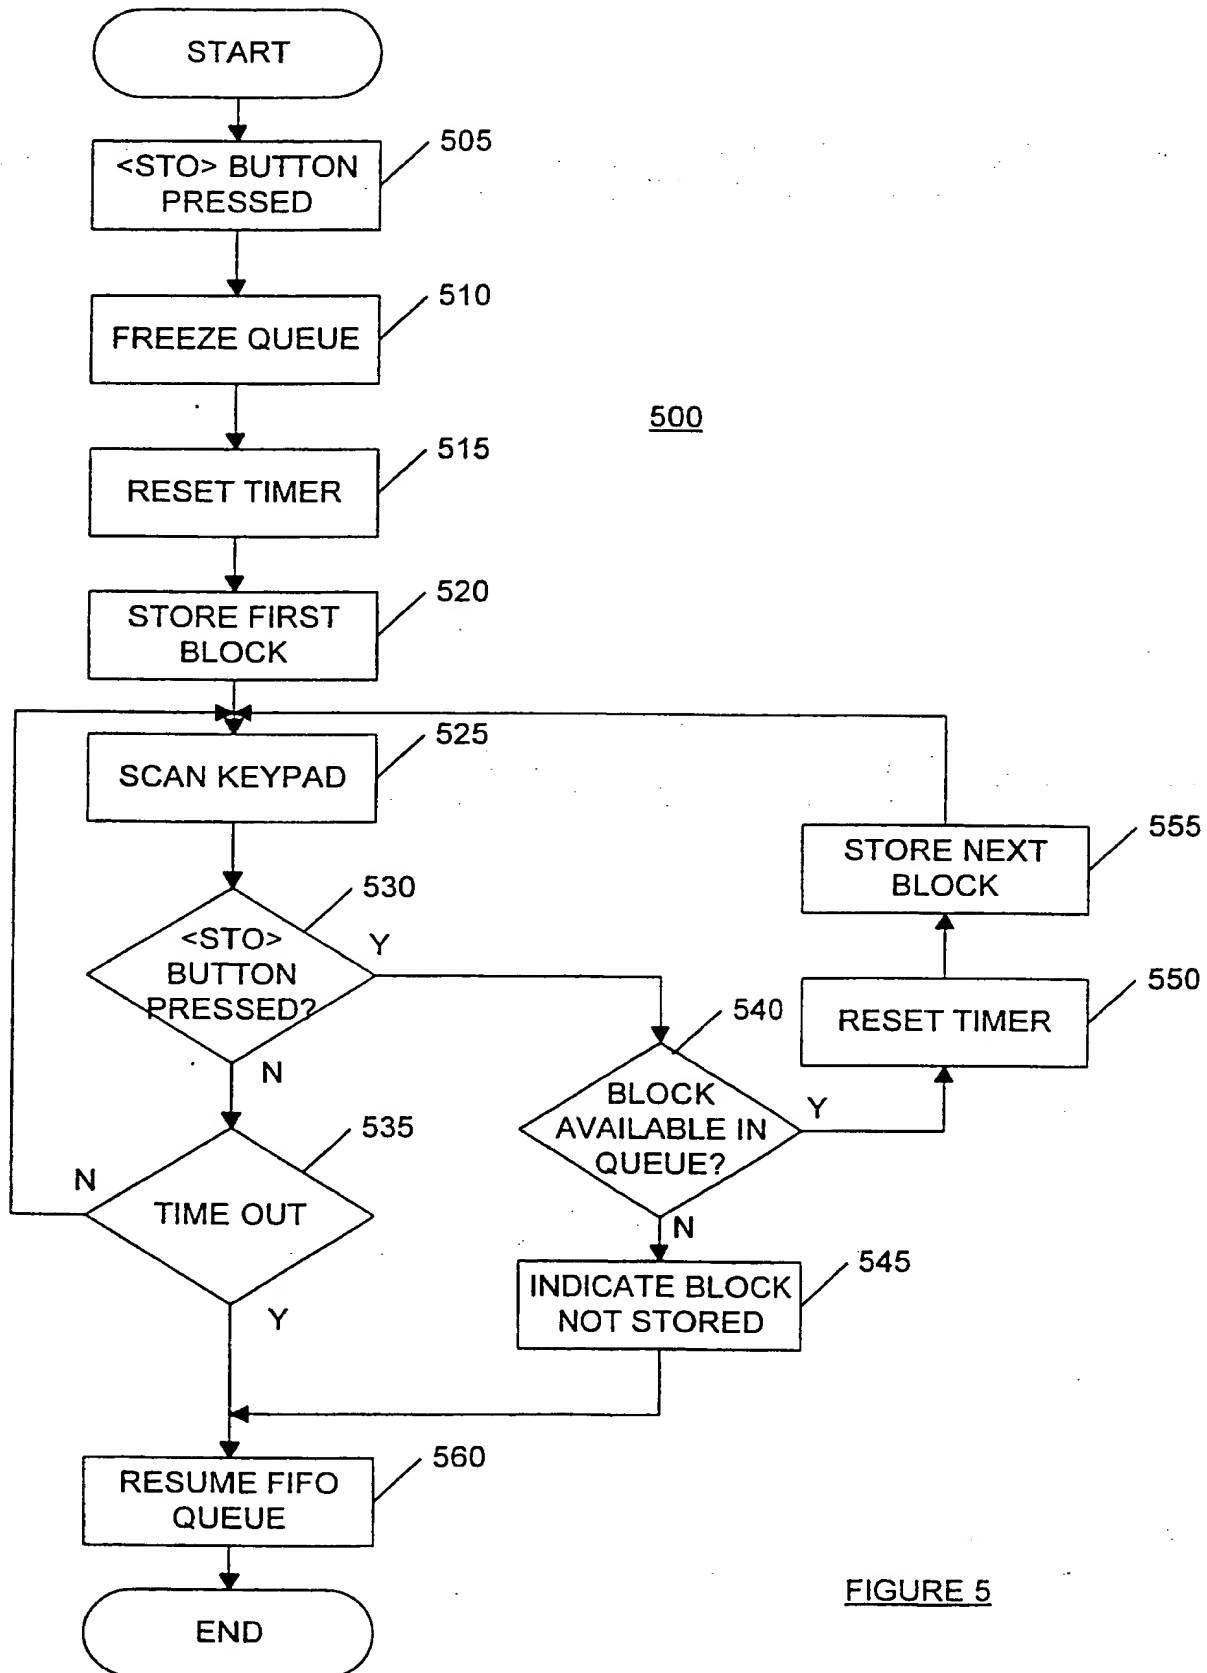 START
505
<STO> BUTTON
PRESSED
510
FREEZE QUEUE
500
515
RESET TIMER
520
STORE FIRST
BLOCK
525
SCAN KEYPAD
530
<STO>
BUTTON
PRESSED?
Y
N
535
TIME OUT
N
Y
540
BLOCK
AVAILABLE IN
QUEUE?
Y
N
545
INDICATE BLOCK
NOT STORED
550
RESET TIMER
555
STORE NEXT
BLOCK
560
RESUME FIFO
QUEUE
END
FIGURE 5